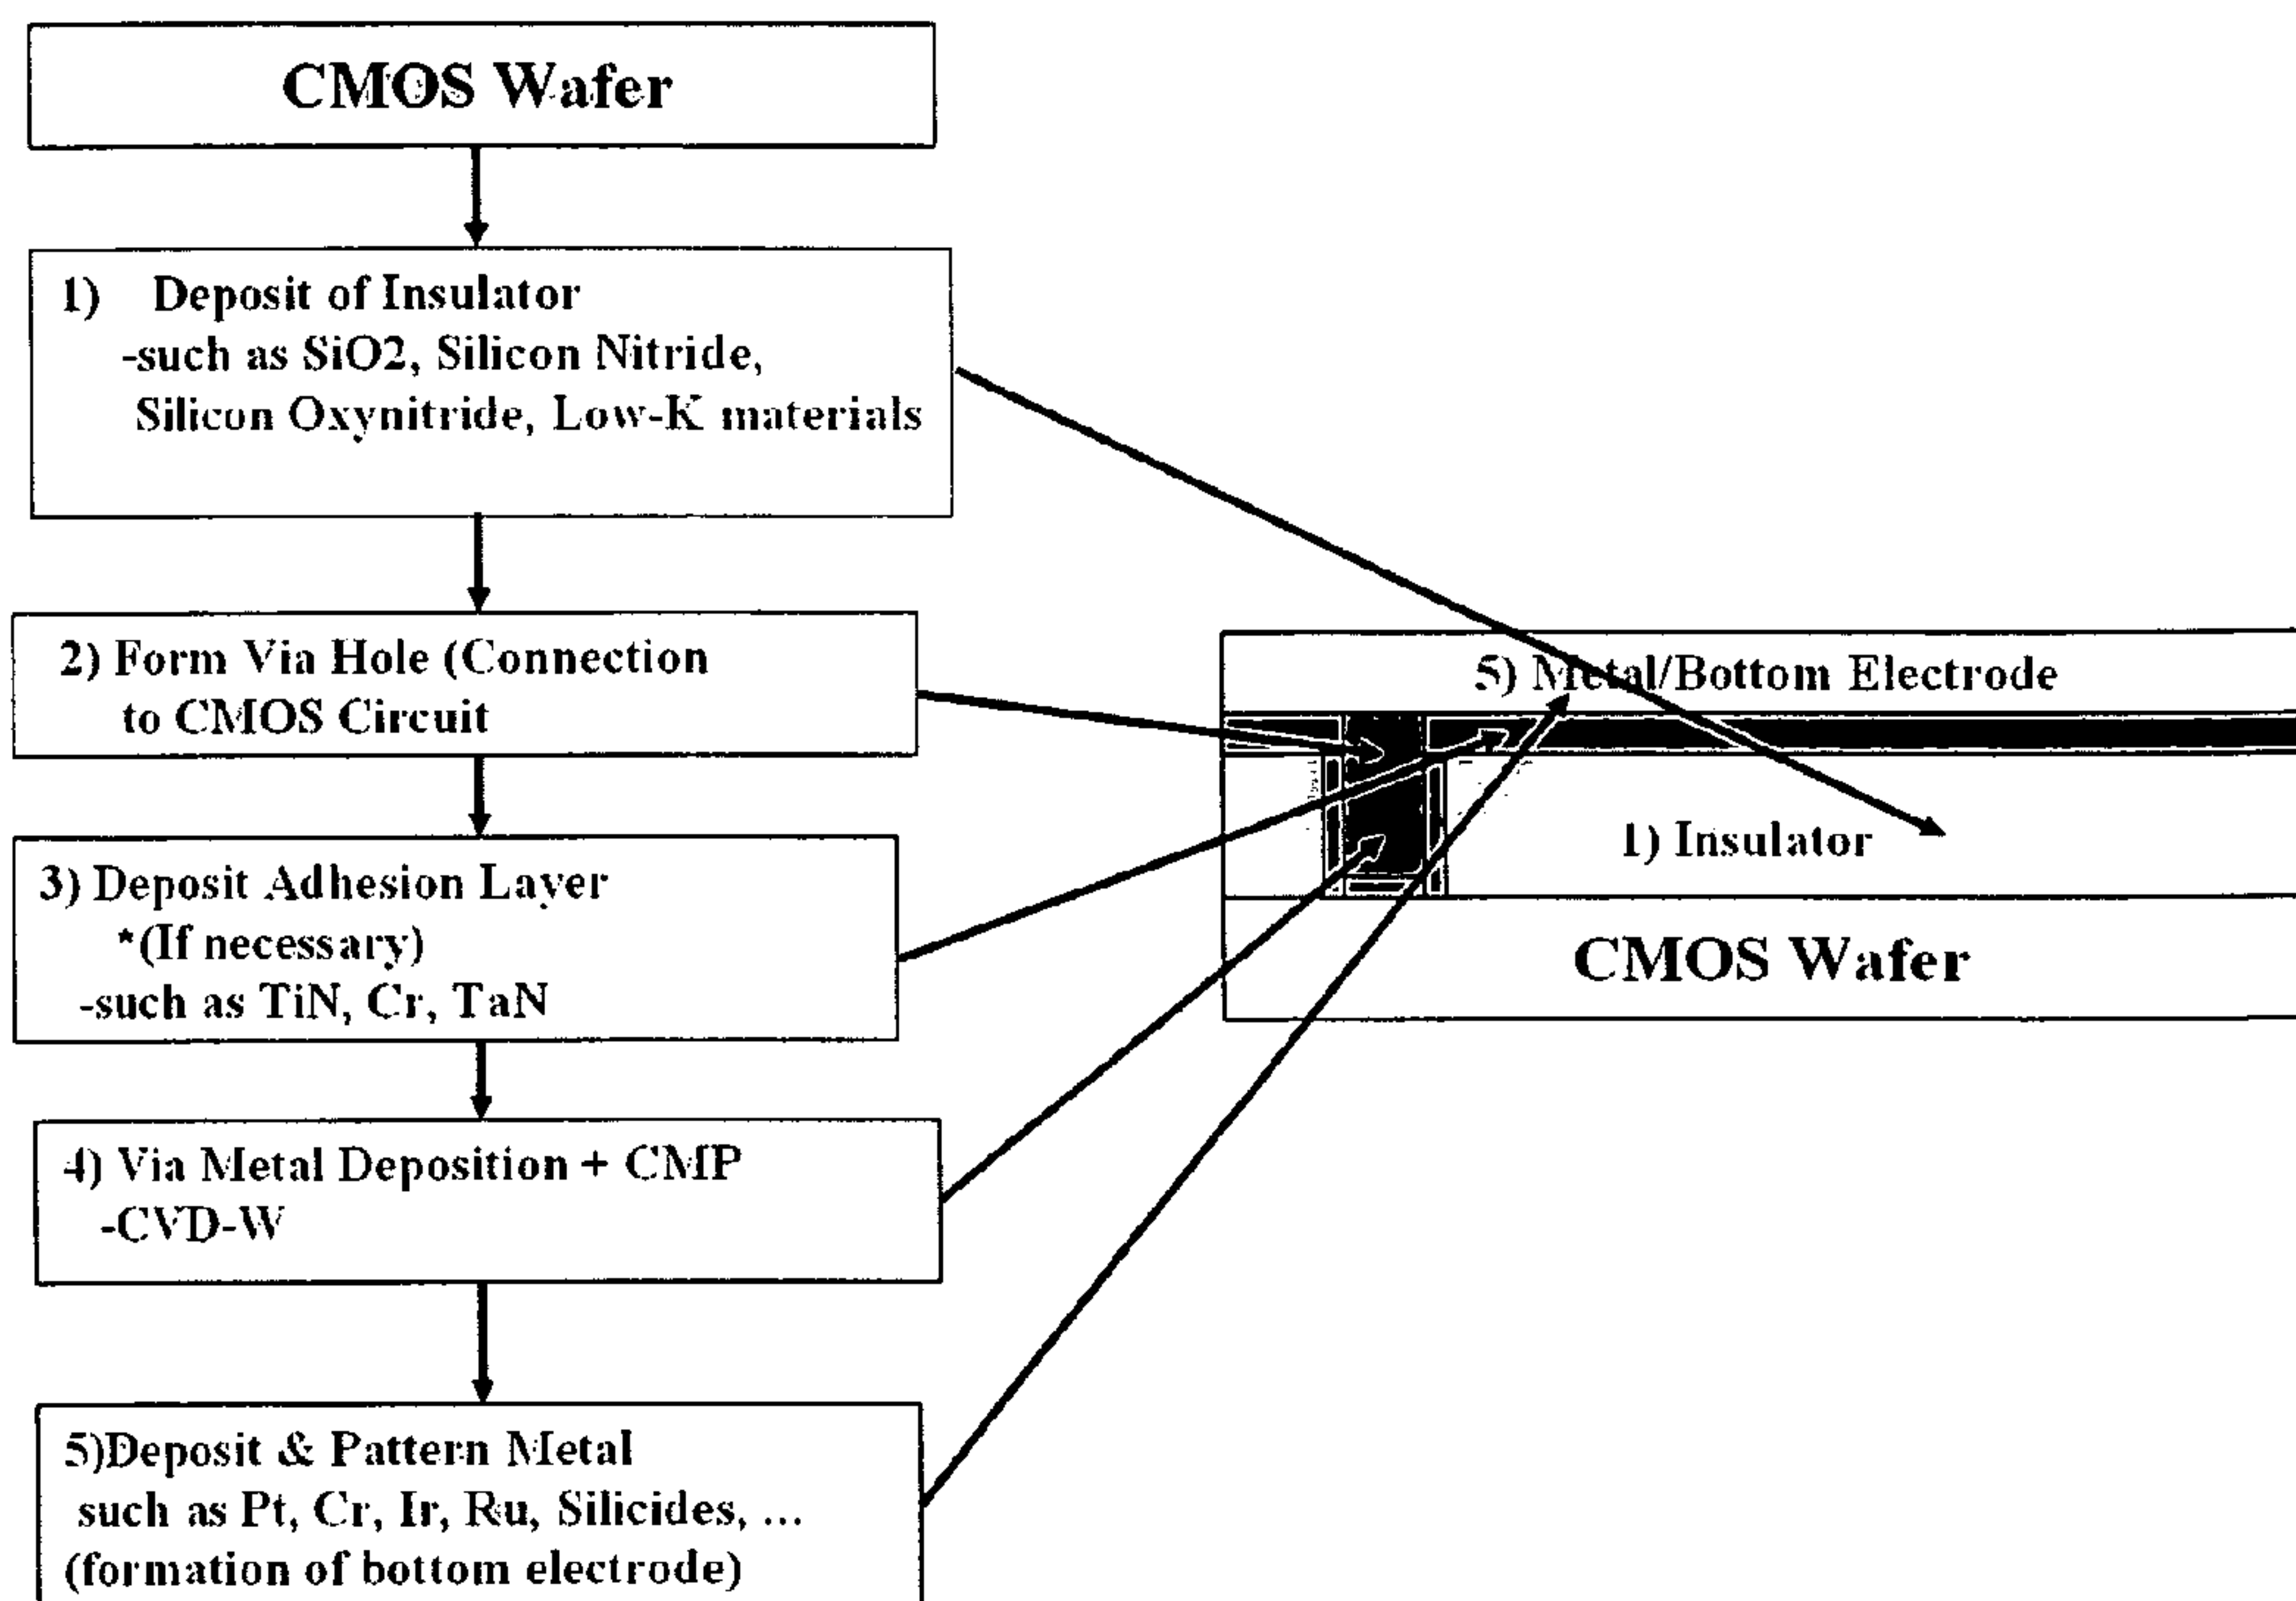 CMOS Wafer
1) Deposit of Insulator
-such as SiO2, Silicon Nitride,
Silicon Oxynitride, Low-K materials
2) Form Via Hole (Connection
to CMOS Circuit
3) Deposit Adhesion Layer
*(If necessary)
-such as TiN, Cr, TaN
4) Via Metal Deposition + CMP
-CVD-W
5)Deposit & Pattern Metal
such as Pt, Cr, Ir, Ru, Silicides, ...
(formation of bottom electrode)
5) Metal/Bottom Electrode
1) Insulator
CMOS Wafer